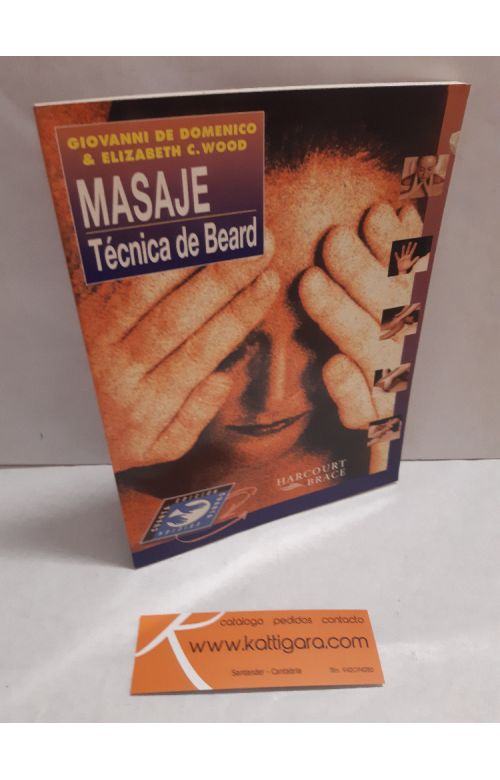 GIOVANNI DE DOMENICO
& ELIZABETH C. WOOD
MASAJE
Técnica de Beard
HARCOURT
BRACE
catálogo pedidos contacto
www.kattigara.com
Santander - Cantabria